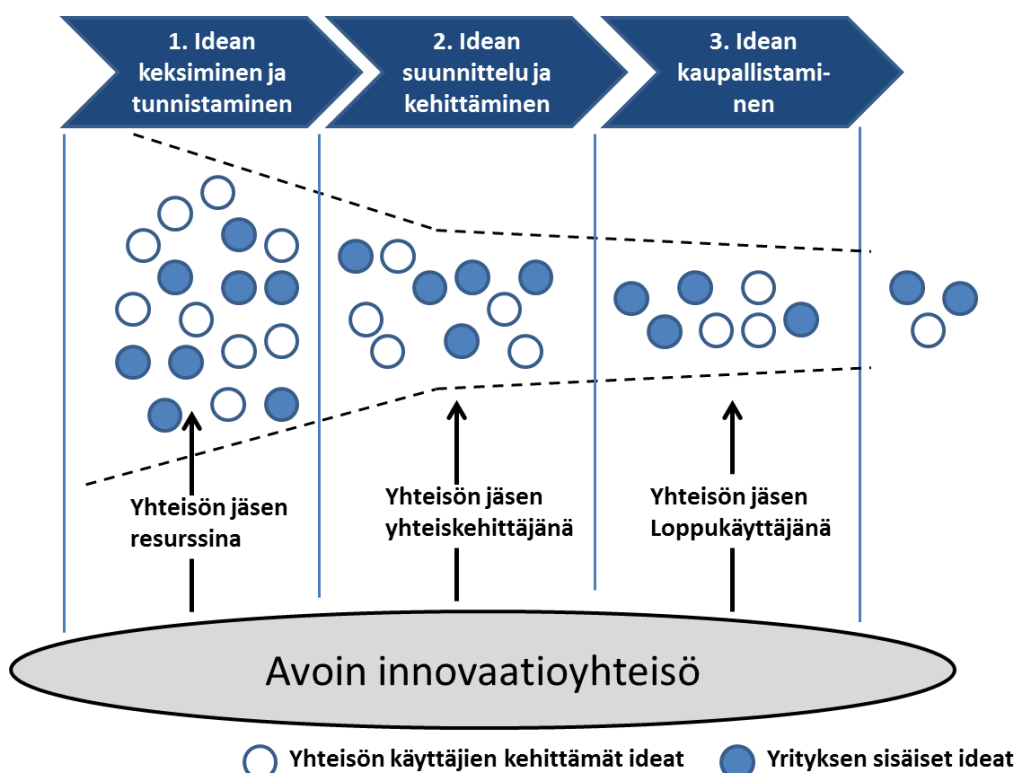 1. Idean
keksiminen ja
tunnistaminen
2. Idean
suunnittelu ja
kehittäminen
3. Idean
kaupallistami-
nen
Yhteisön jäsen
resurssina
Yhteisön jäsen
yhteiskehittäjänä
Yhteisön jäsen
Loppukäyttäjänä
Avoin innovaatioyhteisö
Yhteisön käyttäjien kehittämät ideat
Yrityksen sisäiset ideat